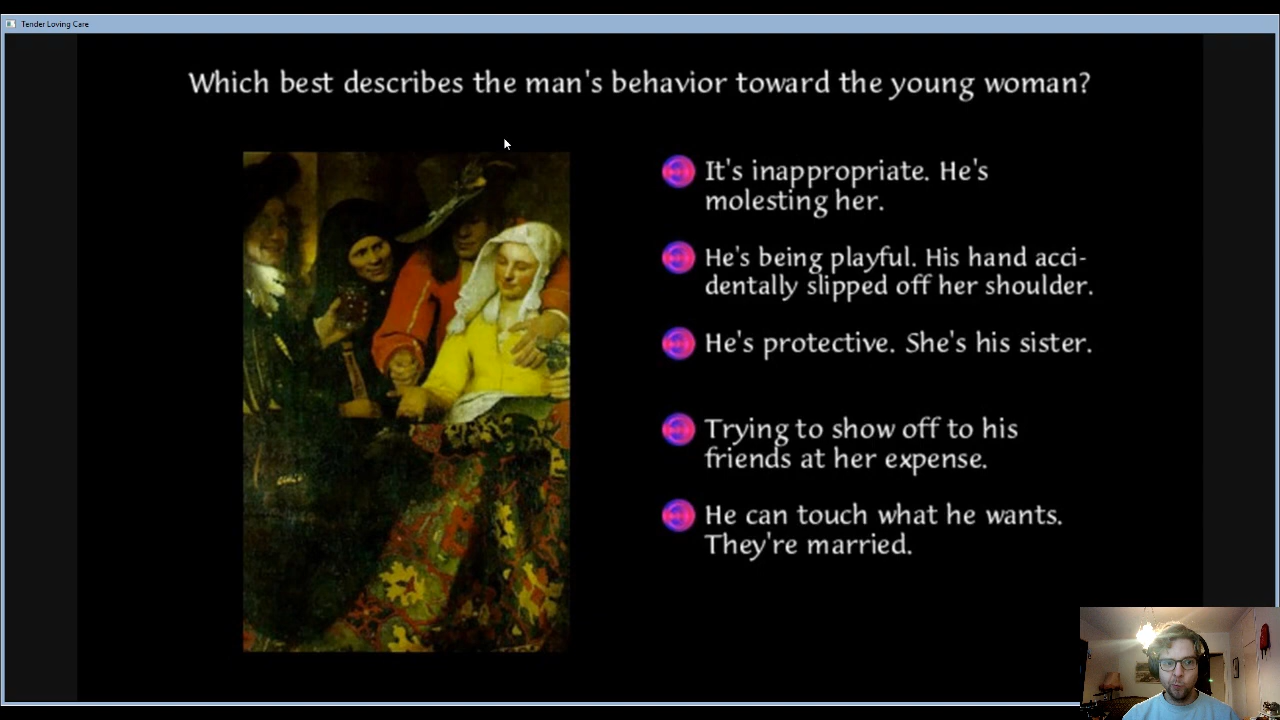 Tender Loving Care
Which best describes the man's behavior toward the young woman?
It's inappropriate. He's
molesting her.
He's being playful. His hand acci-
dentally slipped off her shoulder.
He's protective. She's his sister.
Trying to show off to his
friends at her expense.
He can touch what he wants.
They're married.